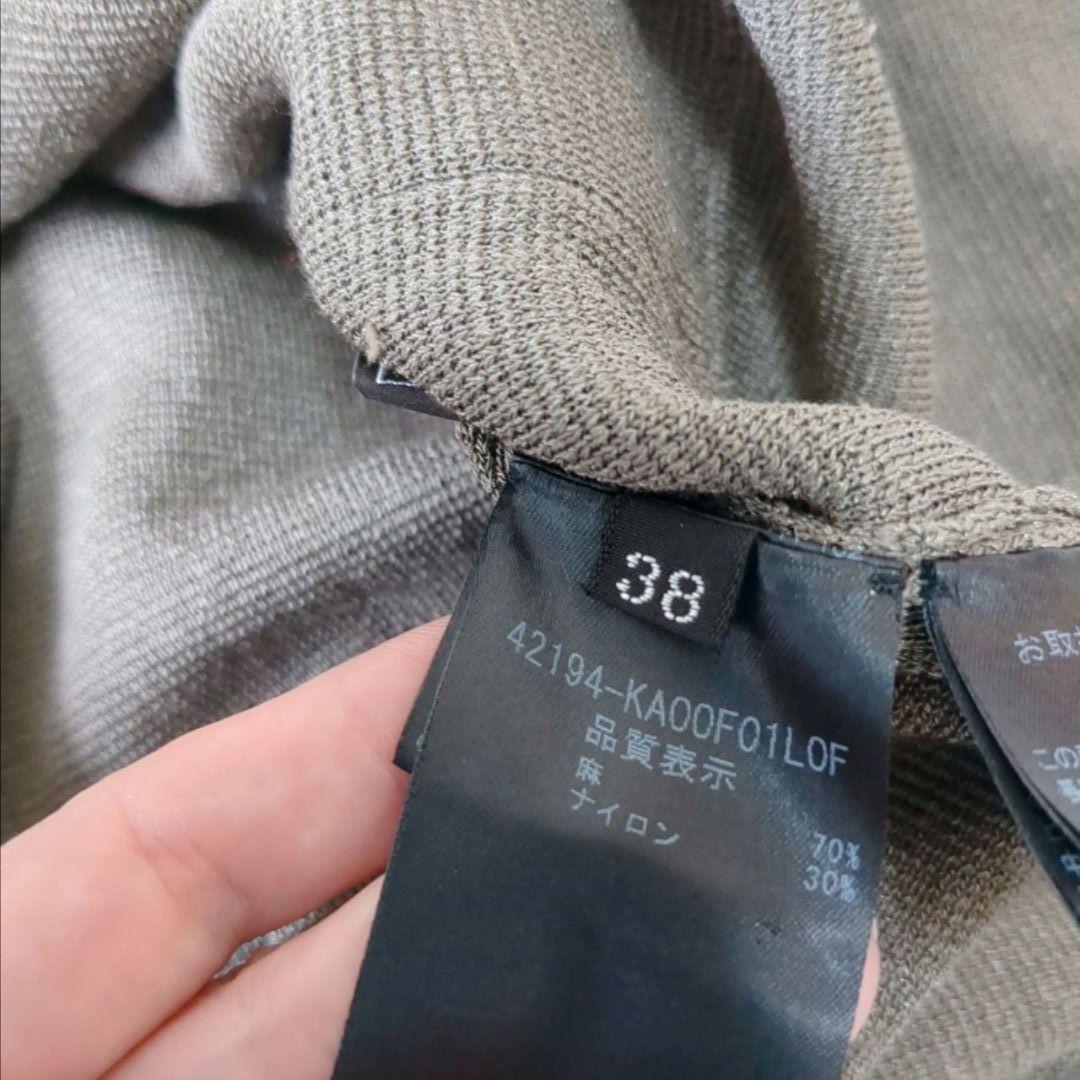 38
42194-KA00F01L0F
品質表示
麻 70%
ナイロン 30%
お取
この